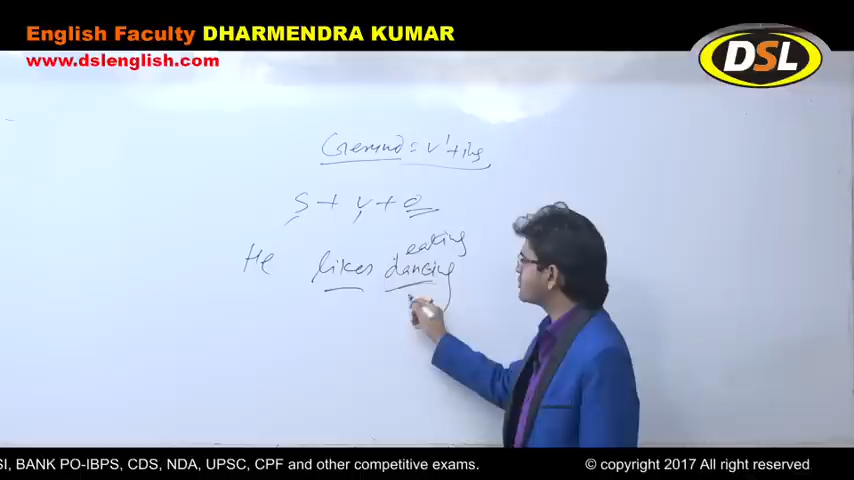 English Faculty DHARMENDRA KUMAR
www.dslenglish.com
DSL
Gerund = V¹+ing
S + V + O
eating
He likes dancing
SI, BANK PO-IBPS, CDS, NDA, UPSC, CPF and other competitive exams.
© copyright 2017 All right reserved